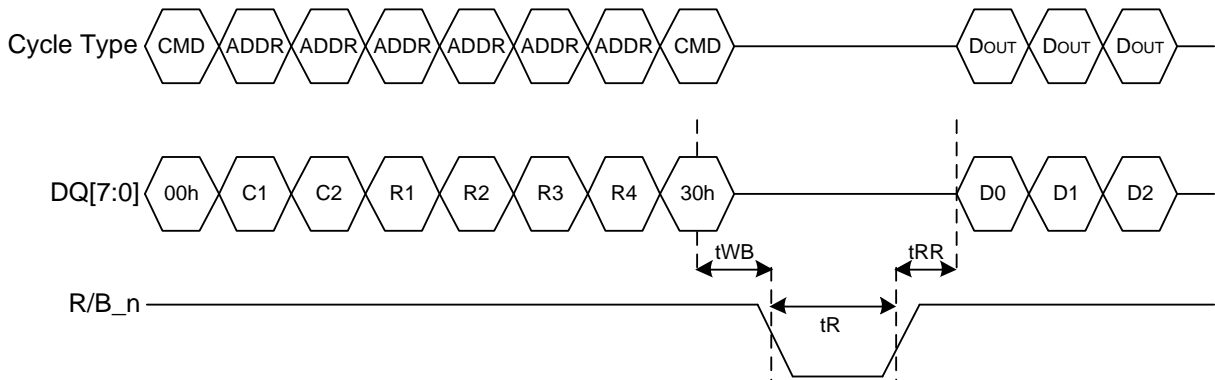 Cycle Type CMD ADDR ADDR ADDR ADDR ADDR ADDR CMD DOUT DOUT DOUT
DQ[7:0] 00h C1 C2 R1 R2 R3 R4 30h D0 D1 D2
tWB tRR
R/B_n
tR